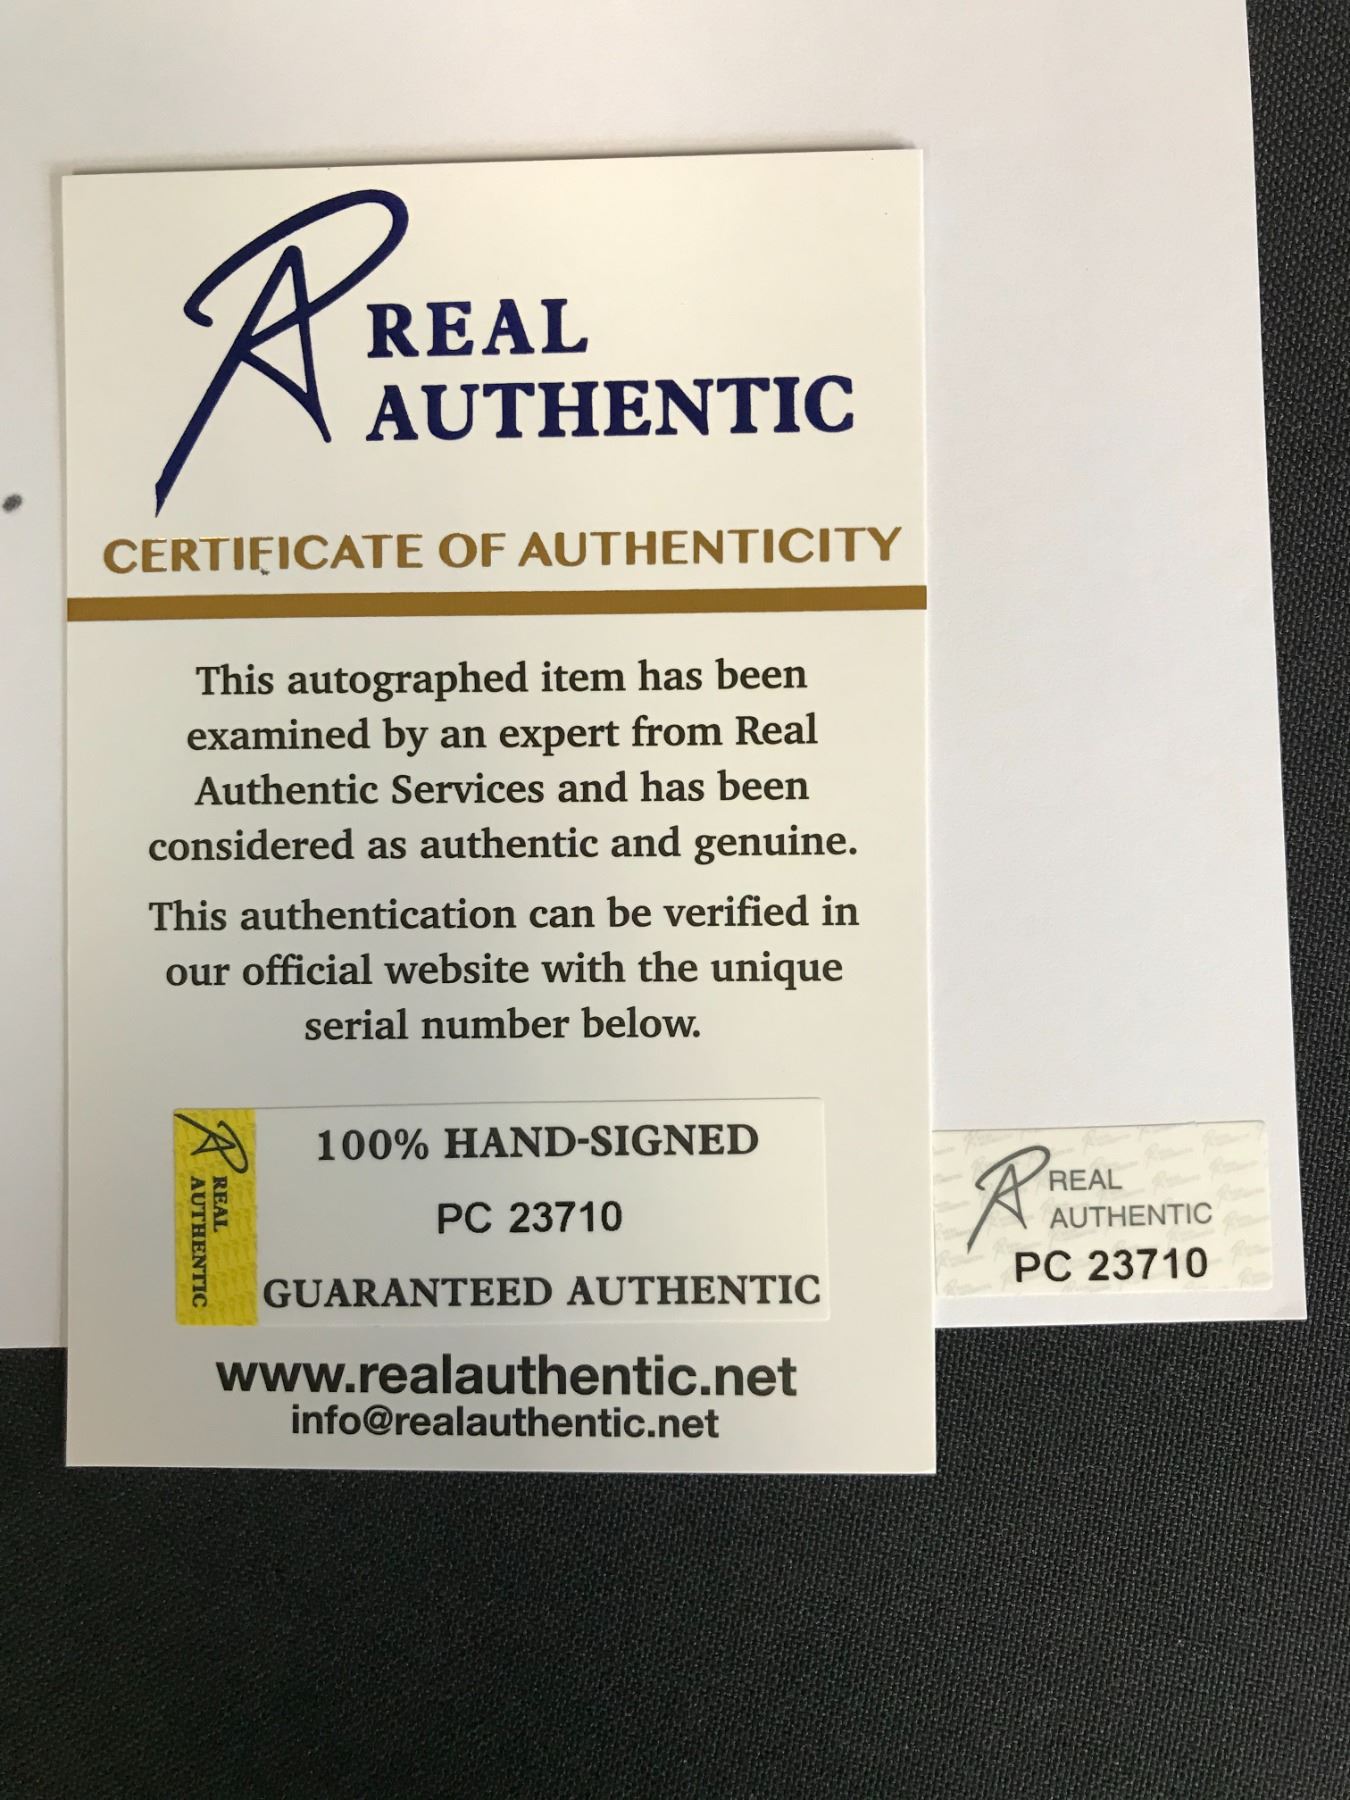 REAL
AUTHENTIC
CERTIFICATE OF AUTHENTICITY
This autographed item has been
examined by an expert from Real
Authentic Services and has been
considered as authentic and genuine.
This authentication can be verified in
our official website with the unique
serial number below.
REAL
AUTHENTIC
100% HAND-SIGNED
PC 23710
GUARANTEED AUTHENTIC
www.realauthentic.net
info@realauthentic.net
REAL
AUTHENTIC
PC 23710